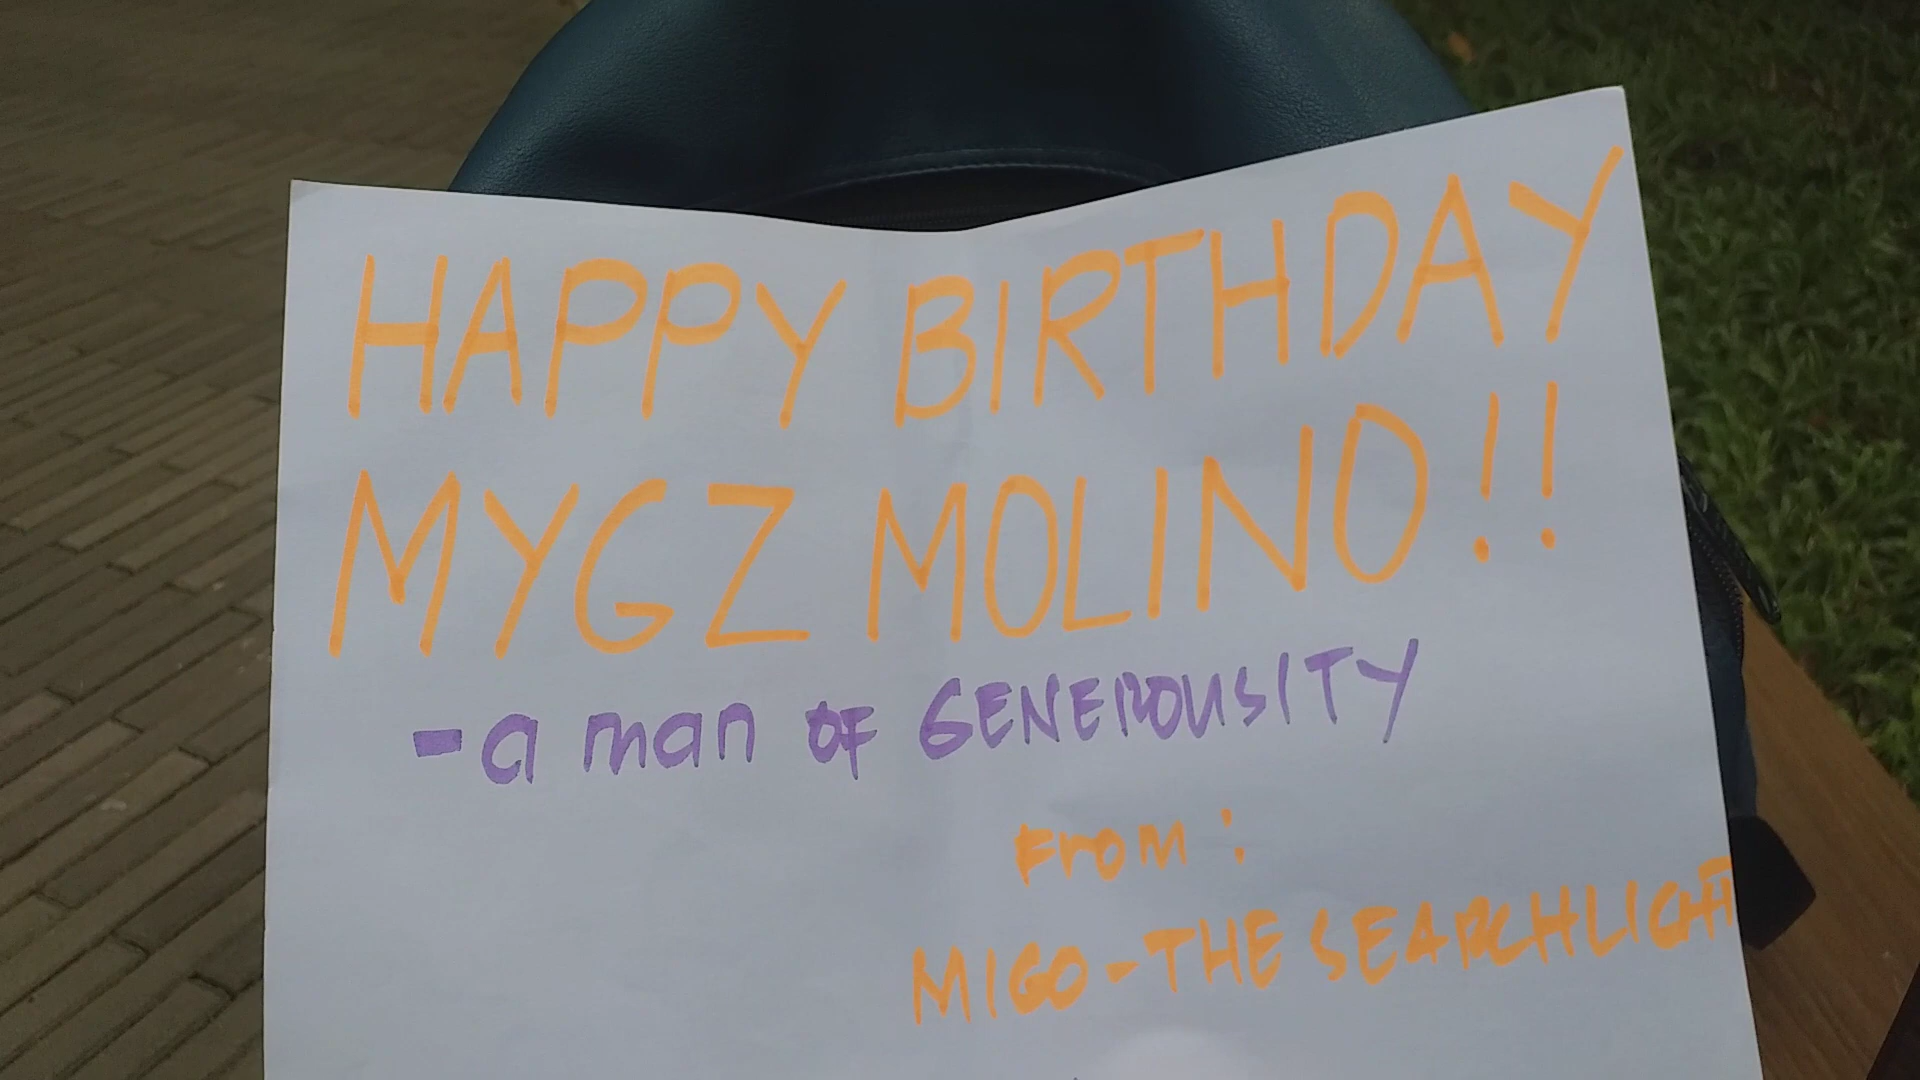 HAPPY BIRTHDAY
MYGZ MOLINO!!
-a man OF GENEROUSITY
From:
MIGO-THE SEARCHLIGHT